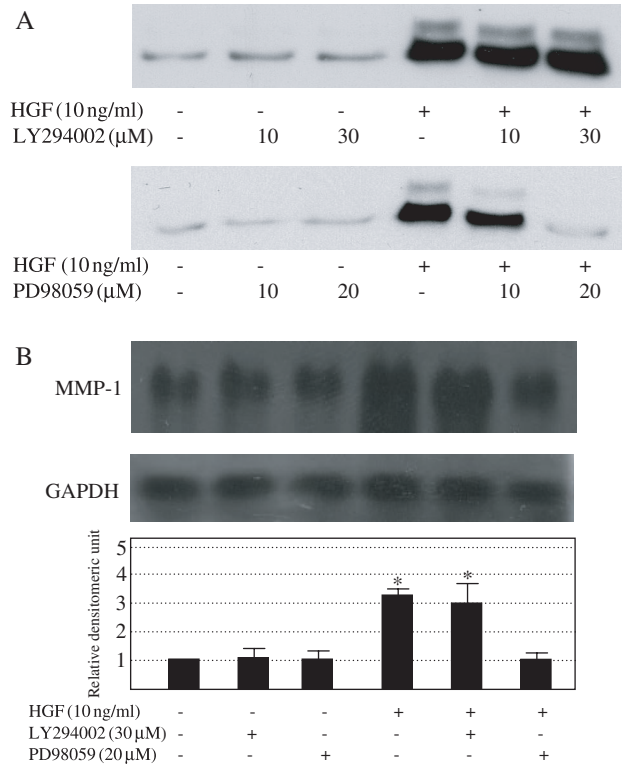 A
HGF (10 ng/ml) - - - + + +
LY294002 (µM) - 10 30 - 10 30
HGF (10 ng/ml) - - - + + +
PD98059 (µM) - 10 20 - 10 20
B
MMP-1
GAPDH
Relative densitomeric unit
5
4
3
2
1
* *
HGF (10 ng/ml) - - - + + +
LY294002 (30 µM) - + - - + -
PD98059 (20 µM) - - + - - +